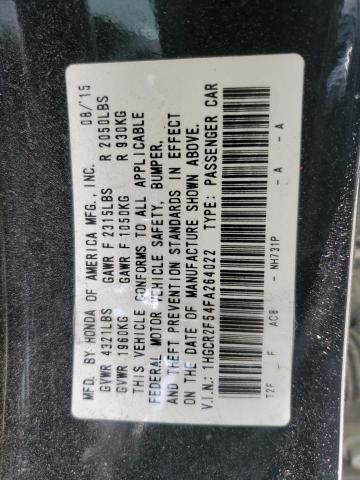 MFD. BY HONDA OF AMERICA MFG., INC. 08/'15
GVWR 4321LBS GAWR F 2315LBS R 2050LBS
GVWR 1960KG GAWR F 1050KG R 930KG
THIS VEHICLE CONFORMS TO ALL APPLICABLE
FEDERAL MOTOR VEHICLE SAFETY, BUMPER,
AND THEFT PREVENTION STANDARDS IN EFFECT
ON THE DATE OF MANUFACTURE SHOWN ABOVE.
V.I.N.: 1HGCR2F54FA264022 TYPE: PASSENGER CAR
T2F F AC8 - NH731P - A - A